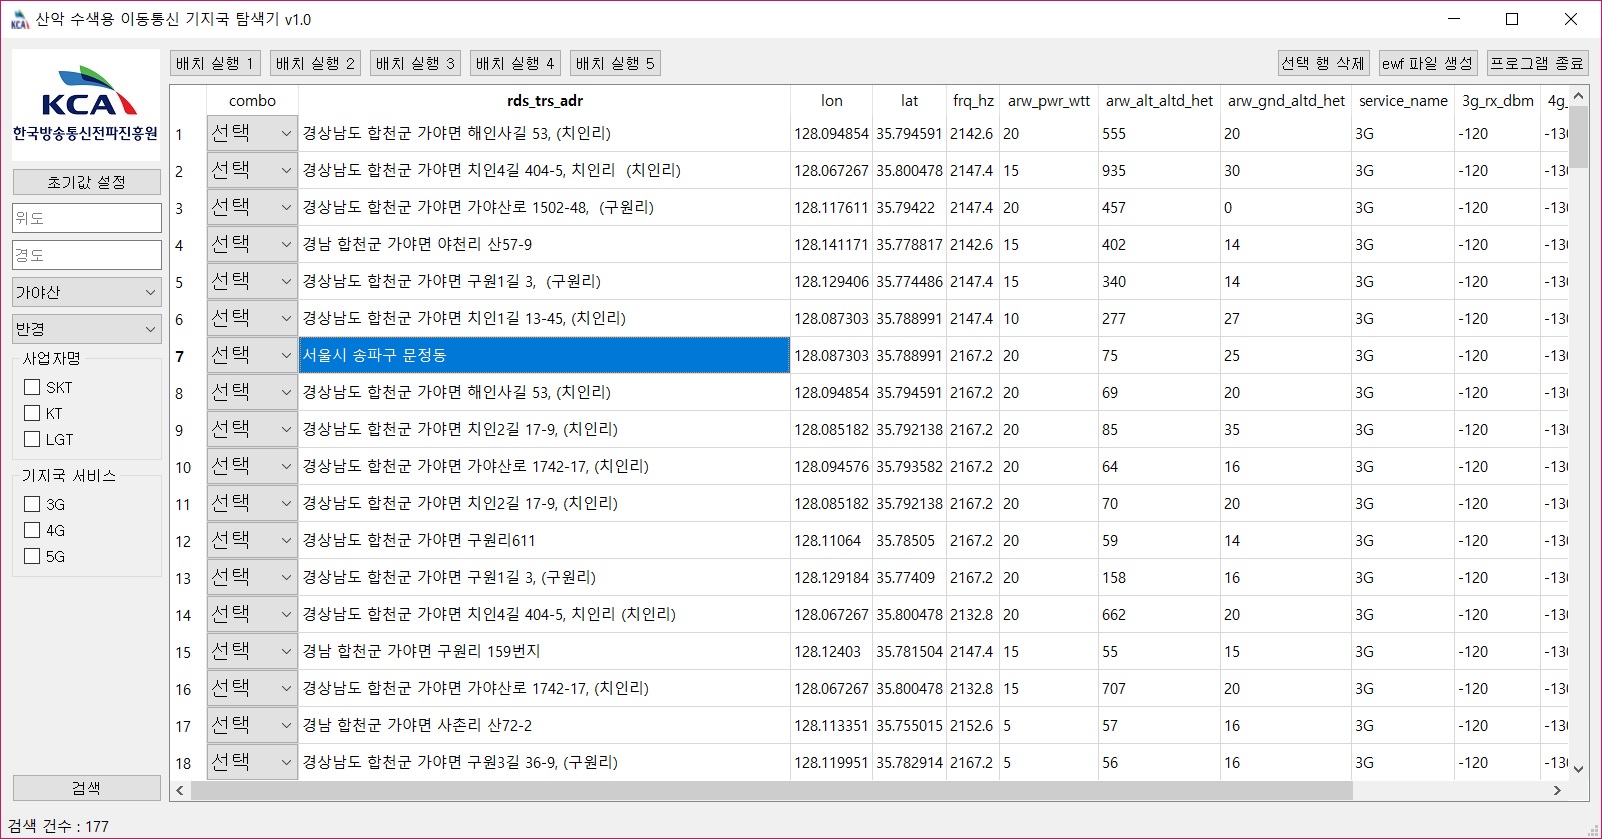 산악 수색용 이동통신 기지국 탐색기 v1.0
KCA
한국방송통신전파진흥원
초기값 설정
위도
경도
가야산
반경
사업자명
SKT
KT
LGT
기지국 서비스
3G
4G
5G
검색
검색 건수 : 177
배치 실행 1 배치 실행 2 배치 실행 3 배치 실행 4 배치 실행 5 선택 행 삭제 ewf 파일 생성 프로그램 종료
combo rds_trs_adr lon lat frq_hz arw_pwr_wtt arw_alt_altd_het arw_gnd_altd_het service_name 3g_rx_dbm 4g_
1 선택 경상남도 합천군 가야면 해인사길 53, (치인리) 128.094854 35.794591 2142.6 20 555 20 3G -120 -130
2 선택 경상남도 합천군 가야면 치인4길 404-5, 치인리 (치인리) 128.067267 35.800478 2147.4 15 935 30 3G -120 -130
3 선택 경상남도 합천군 가야면 가야산로 1502-48, (구원리) 128.117611 35.79422 2147.4 20 457 0 3G -120 -130
4 선택 경남 합천군 가야면 야천리 산57-9 128.141171 35.778817 2142.6 15 402 14 3G -120 -130
5 선택 경상남도 합천군 가야면 구원1길 3, (구원리) 128.129406 35.774486 2147.4 15 340 14 3G -120 -130
6 선택 경상남도 합천군 가야면 치인1길 13-45, (치인리) 128.087303 35.788991 2147.4 10 277 27 3G -120 -130
7 선택 서울시 송파구 문정동 128.087303 35.788991 2167.2 20 75 25 3G -120 -130
8 선택 경상남도 합천군 가야면 해인사길 53, (치인리) 128.094854 35.794591 2167.2 20 69 20 3G -120 -130
9 선택 경상남도 합천군 가야면 치인2길 17-9, (치인리) 128.085182 35.792138 2167.2 20 85 35 3G -120 -130
10 선택 경상남도 합천군 가야면 가야산로 1742-17, (치인리) 128.094576 35.793582 2167.2 20 64 16 3G -120 -130
11 선택 경상남도 합천군 가야면 치인2길 17-9, (치인리) 128.085182 35.792138 2167.2 20 70 20 3G -120 -130
12 선택 경상남도 합천군 가야면 구원리611 128.11064 35.78505 2167.2 20 59 14 3G -120 -130
13 선택 경상남도 합천군 가야면 구원1길 3, (구원리) 128.129184 35.77409 2167.2 20 158 16 3G -120 -130
14 선택 경상남도 합천군 가야면 치인4길 404-5, 치인리 (치인리) 128.067267 35.800478 2132.8 20 662 20 3G -120 -130
15 선택 경남 합천군 가야면 구원리 159번지 128.12403 35.781504 2147.4 15 55 15 3G -120 -130
16 선택 경상남도 합천군 가야면 가야산로 1742-17, (치인리) 128.067267 35.800478 2132.8 15 707 20 3G -120 -130
17 선택 경남 합천군 가야면 사촌리 산72-2 128.113351 35.755015 2152.6 5 57 16 3G -120 -130
18 선택 경상남도 합천군 가야면 구원3길 36-9, (구원리) 128.119951 35.782914 2167.2 5 56 16 3G -120 -130